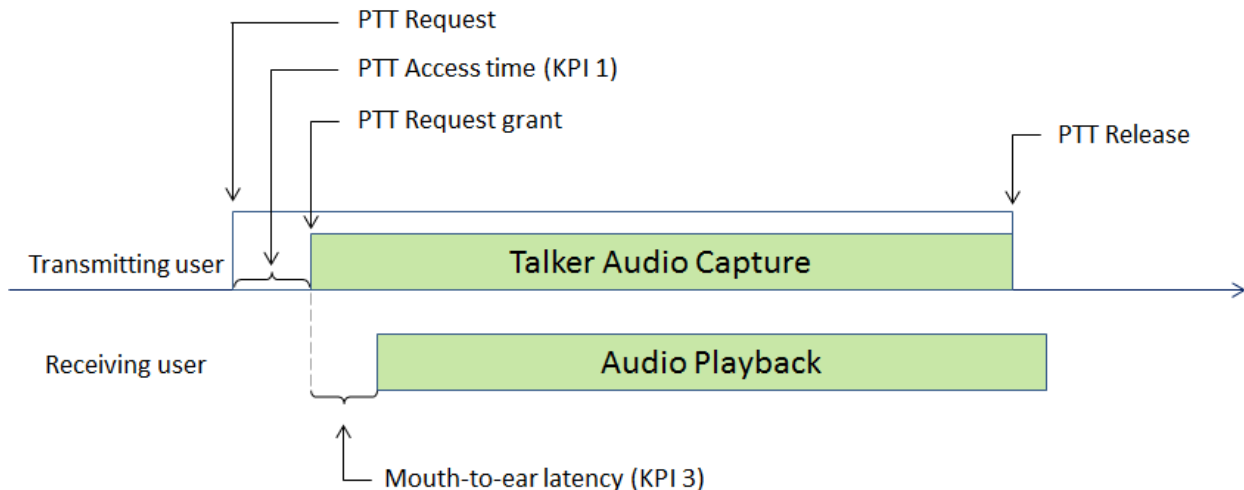 PTT Request
PTT Access time (KPI 1)
PTT Request grant
PTT Release
Transmitting user
Talker Audio Capture
Receiving user
Audio Playback
Mouth-to-ear latency (KPI 3)